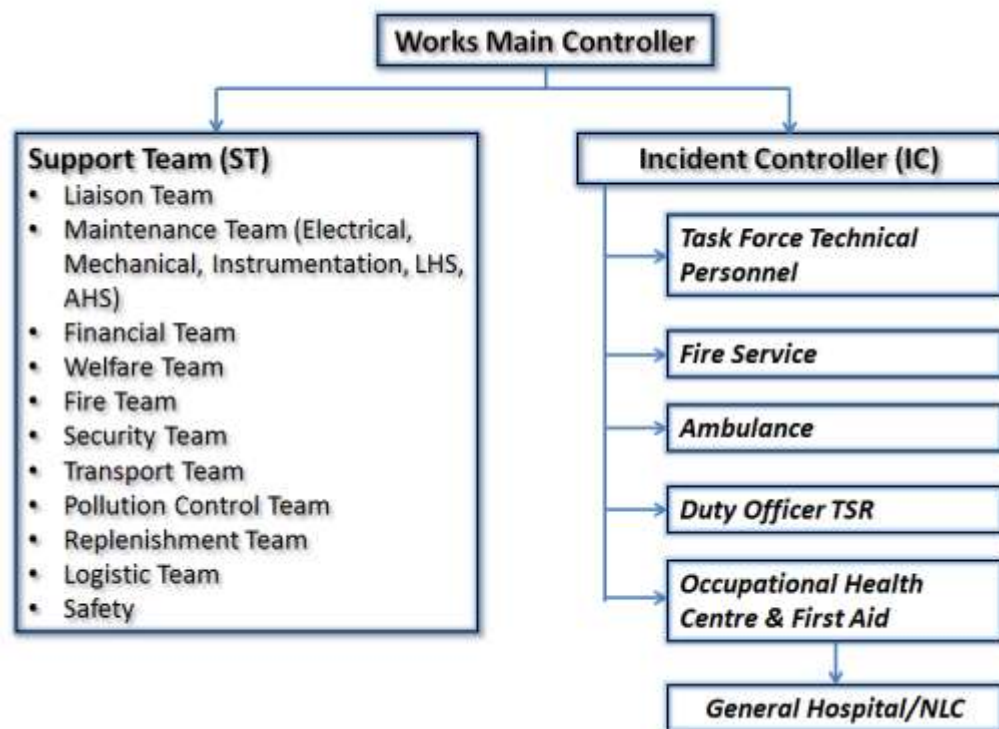 Works Main Controller
Support Team (ST)
• Liaison Team
• Maintenance Team (Electrical,
Mechanical, Instrumentation, LHS,
AHS)
• Financial Team
• Welfare Team
• Fire Team
• Security Team
• Transport Team
• Pollution Control Team
• Replenishment Team
• Logistic Team
• Safety
Incident Controller (IC)
Task Force Technical
Personnel
Fire Service
Ambulance
Duty Officer TSR
Occupational Health
Centre & First Aid
General Hospital/NLC